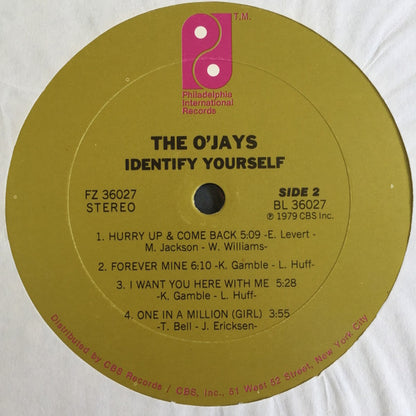 T.M.
Philadelphia
International
Records
THE O'JAYS
IDENTIFY YOURSELF
FZ 36027
STEREO
SIDE 2
BL 36027
℗ 1979 CBS Inc.
1. HURRY UP & COME BACK 5:09 -E. Levert -
M. Jackson - W. Williams-
2. FOREVER MINE 6:10 -K. Gamble - L. Huff-
3. I WANT YOU HERE WITH ME 5:28
-K. Gamble - L. Huff-
4. ONE IN A MILLION (GIRL) 3:55
-T. Bell - J. Ericksen-
Distributed by CBS Records / CBS, Inc., 51 West 52 Street, New York City